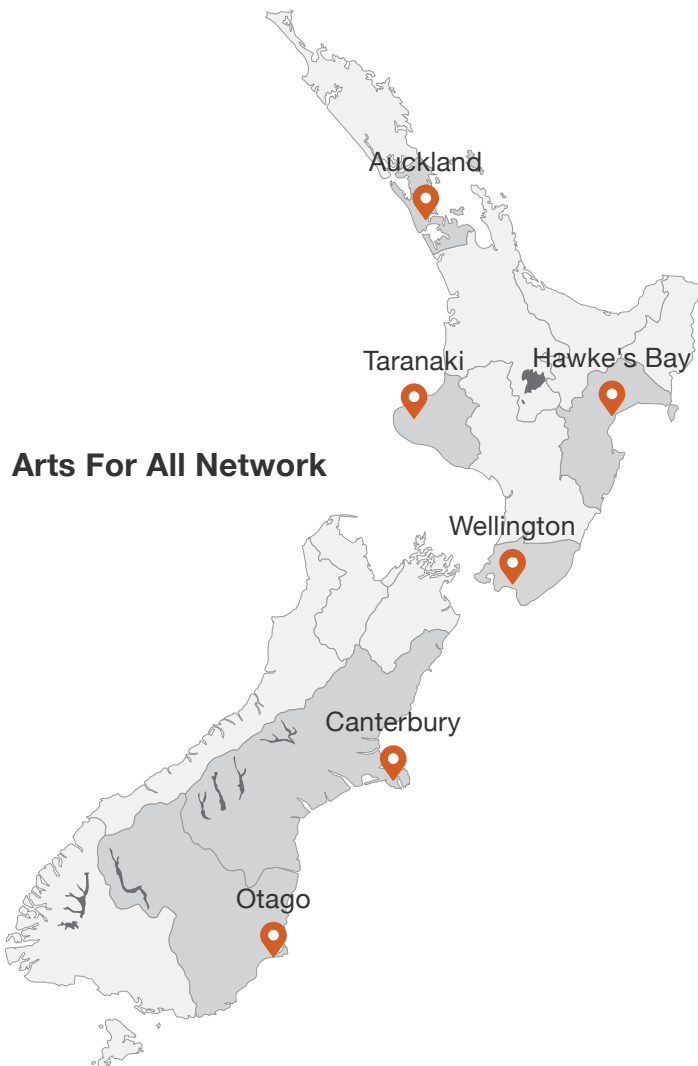 Auckland
Hawke's Bay
Taranaki
Arts For All Network
Wellington
Canterbury
Otago